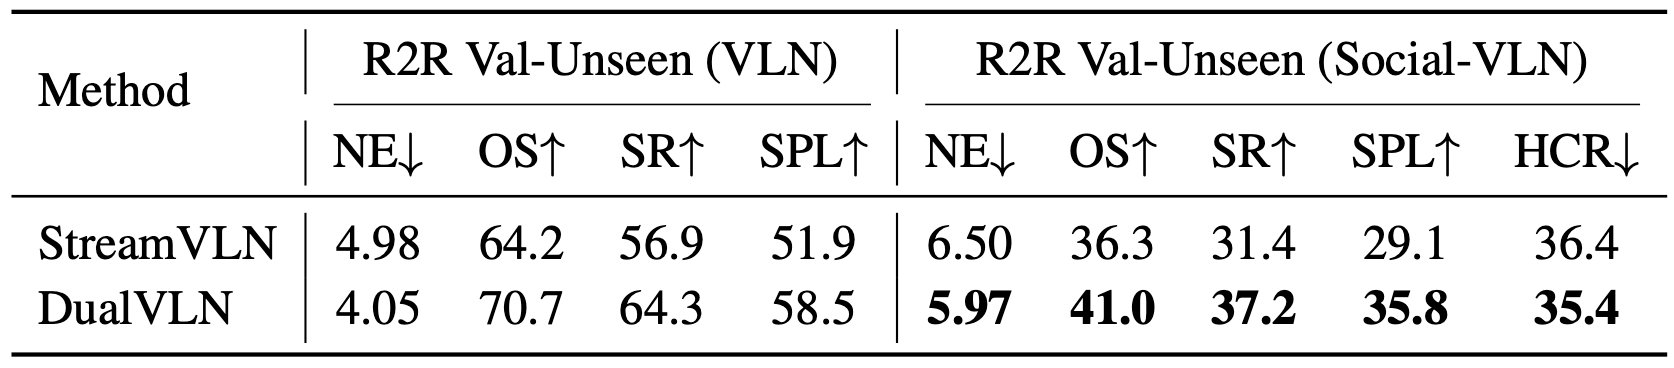 Method R2R Val-Unseen (VLN) R2R Val-Unseen (Social-VLN)
NE↓ OS↑ SR↑ SPL↑ NE↓ OS↑ SR↑ SPL↑ HCR↓
StreamVLN 4.98 64.2 56.9 51.9 6.50 36.3 31.4 29.1 36.4
DualVLN 4.05 70.7 64.3 58.5 5.97 41.0 37.2 35.8 35.4